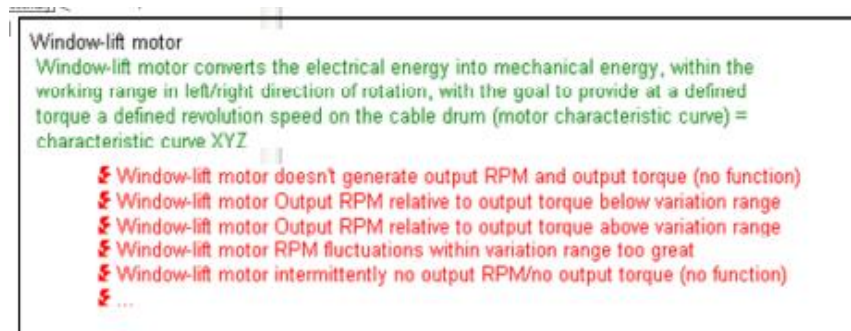 Window-lift motor
Window-lift motor converts the electrical energy into mechanical energy, within the
working range in left/right direction of rotation, with the goal to provide at a defined
torque a defined revolution speed on the cable drum (motor characteristic curve) =
characteristic curve XYZ
Window-lift motor doesn't generate output RPM and output torque (no function)
Window-lift motor Output RPM relative to output torque below variation range
Window-lift motor Output RPM relative to output torque above variation range
Window-lift motor RPM fluctuations within variation range too great
Window-lift motor intermittently no output RPM/no output torque (no function)
...